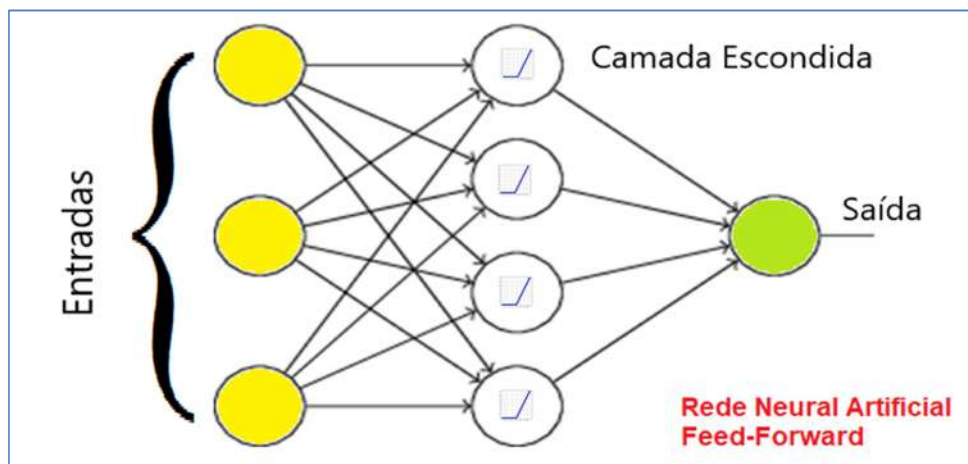 Camada Escondida
Entradas
Saída
Rede Neural Artificial
Feed-Forward